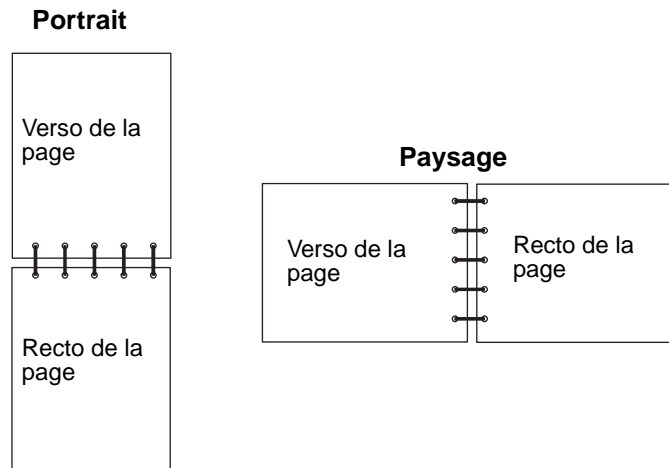 Portrait
Verso de la
page
Recto de la
page
Paysage
Verso de la
page
Recto de la
page